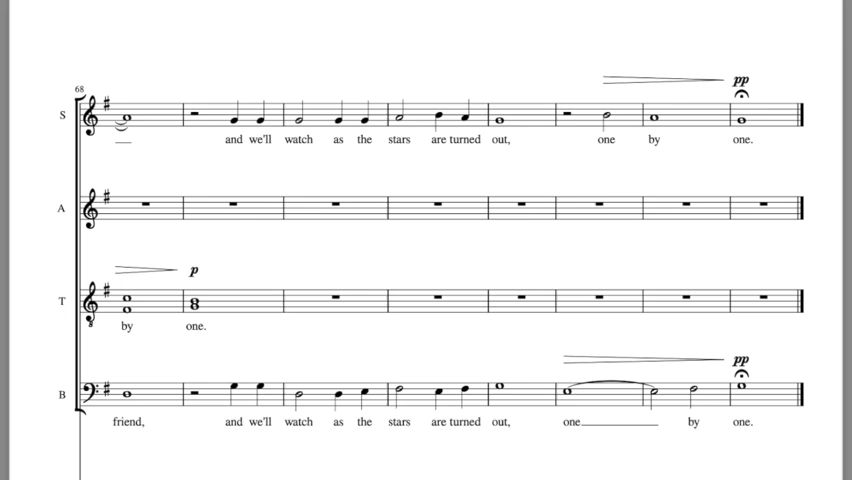 pp
68
S
and we'll watch as the stars are turned out, one by one.
A
p
T
by one.
pp
B
friend, and we'll watch as the stars are turned out, one by one.